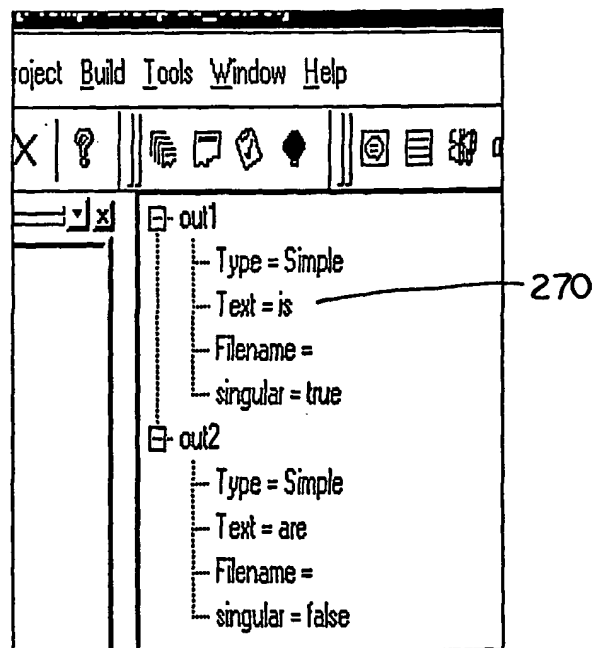 roject Build Tools Window Help
out1
Type = Simple
Text = is
270
Filename =
singular = true
out2
Type = Simple
Text = are
Filename =
singular = false